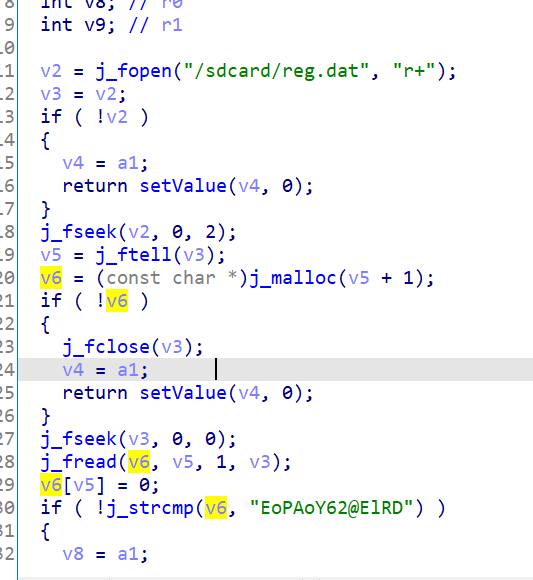 8 int v8; // r0
9 int v9; // r1
10
11 v2 = j_fopen("/sdcard/reg.dat", "r+");
12 v3 = v2;
13 if ( !v2 )
14 {
15 v4 = a1;
16 return setValue(v4, 0);
17 }
18 j_fseek(v2, 0, 2);
19 v5 = j_ftell(v3);
20 v6 = (const char *)j_malloc(v5 + 1);
21 if ( !v6 )
22 {
23 j_fclose(v3);
24 v4 = a1;
25 return setValue(v4, 0);
26 }
27 j_fseek(v3, 0, 0);
28 j_fread(v6, v5, 1, v3);
29 v6[v5] = 0;
30 if ( !j_strcmp(v6, "EoPAoY62@ElRD") )
31 {
32 v8 = a1;